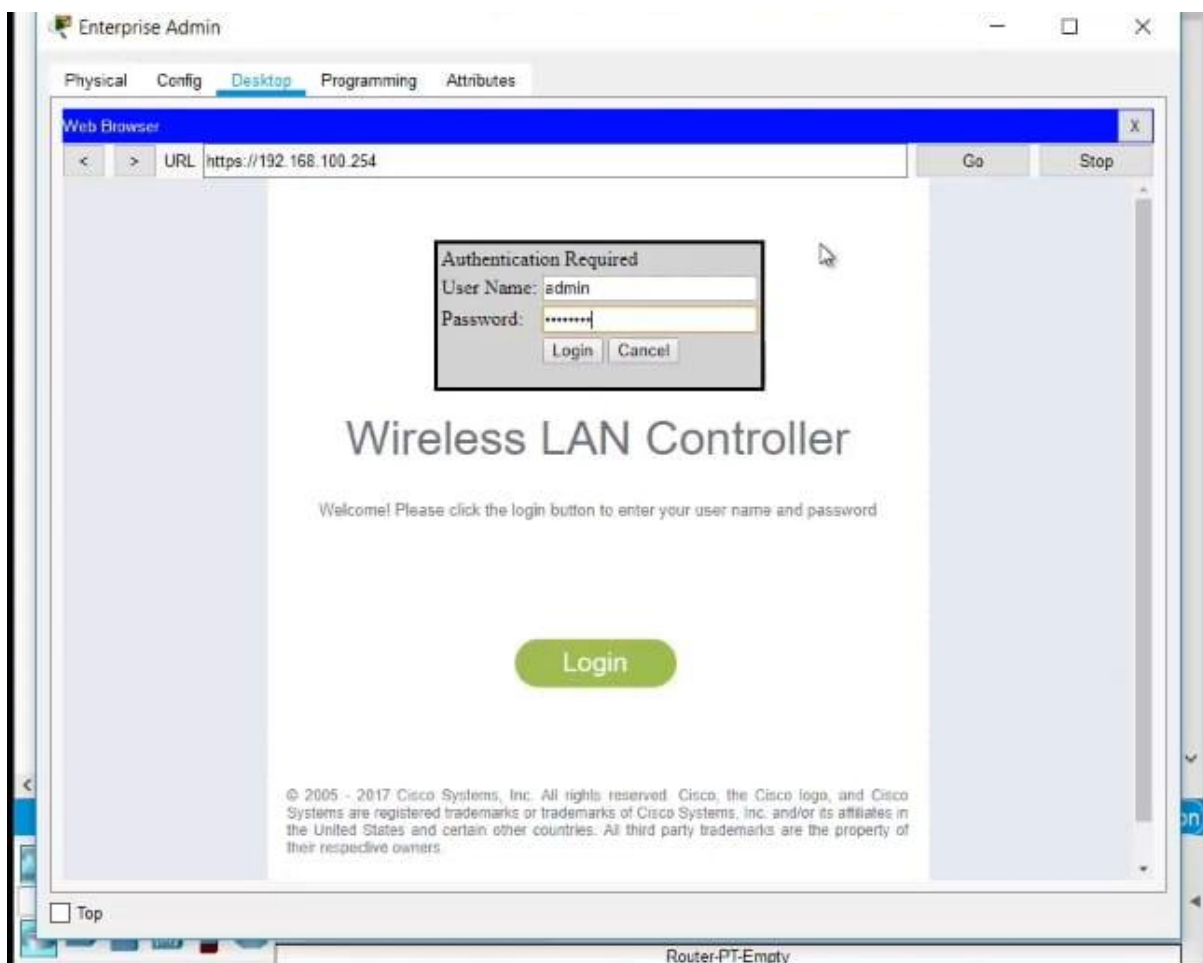 Enterprise Admin
Physical Config Desktop Programming Attributes
Web Browser X
< > URL https://192.168.100.254 Go Stop
Authentication Required
User Name: admin
Password: ••••••••
Login Cancel
Wireless LAN Controller
Welcome! Please click the login button to enter your user name and password
Login
© 2005 - 2017 Cisco Systems, Inc. All rights reserved. Cisco, the Cisco logo, and Cisco
Systems are registered trademarks or trademarks of Cisco Systems, Inc. and/or its affiliates in
the United States and certain other countries. All third party trademarks are the property of
their respective owners.
on
Top
Router-PT-Empty